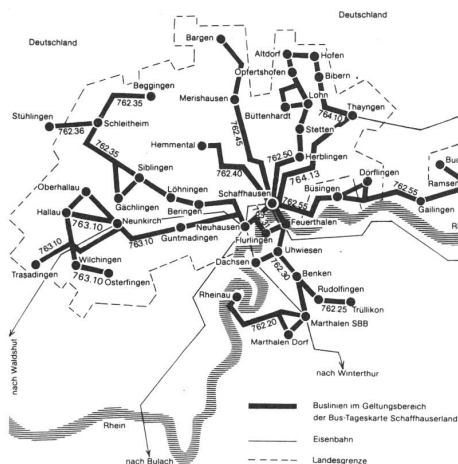 Deutschland
Deutschland
Bargen
Altdorf
Hofen
Opfertshofen
Bibern
Beggingen
762.35
Merishausen
Lohn
Büttenhardt
Thayngen
764.10
Stühlingen
762.36
Schleitheim
Stetten
762.45
Hemmental
762.50
Herblingen
762.35
Siblingen
762.40
764.13
Dörflingen
Oberhallau
Löhningen
Schaffhausen
Büsingen
762.55
Ramsen
762.55
Gächlingen
Beringen
Hallau
763.10
Neunkirch
Neuhausen
Feuerthalen
Gailingen
763.10
763.10
Guntmadingen
Flurlingen
Uhwiesen
Trasadingen
Wilchingen
763.10
Osterfingen
Dachsen
762.30
Benken
Rheinau
Rudolfingen
762.25
Trüllikon
762.20
Marthalen SBB
Marthalen Dorf
nach Waldshut
nach Winterthur
Rhein
nach Bülach
Buslinien im Geltungsbereich
der Bus-Tageskarte Schaffhauserland
Eisenbahn
Landesgrenze